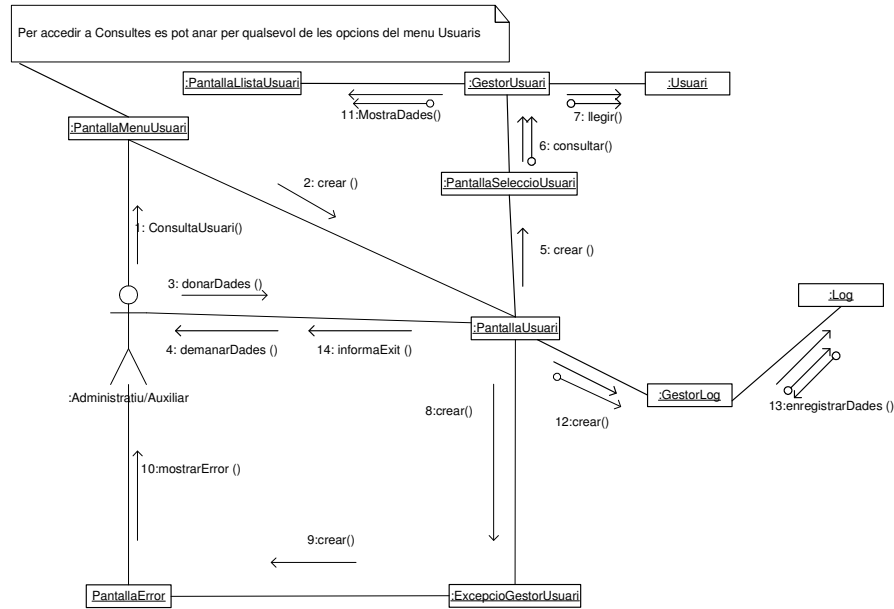 Per accedir a Consultes es pot anar per qualsevol de les opcions del menu Usuaris
:PantallaLlistaUsuari
:GestorUsuari
:Usuari
11:MostraDades()
7: llegir()
:PantallaMenuUsuari
6: consultar()
2: crear ()
:PantallaSeleccioUsuari
1: ConsultaUsuari()
5: crear ()
3: donarDades ()
:Log
:PantallaUsuari
4: demanarDades ()
14: informaExit ()
:Administratiu/Auxiliar
:GestorLog
8:crear()
12:crear()
13:enregistrarDades ()
10:mostrarError ()
9:crear()
PantallaError
:ExcepcioGestorUsuari